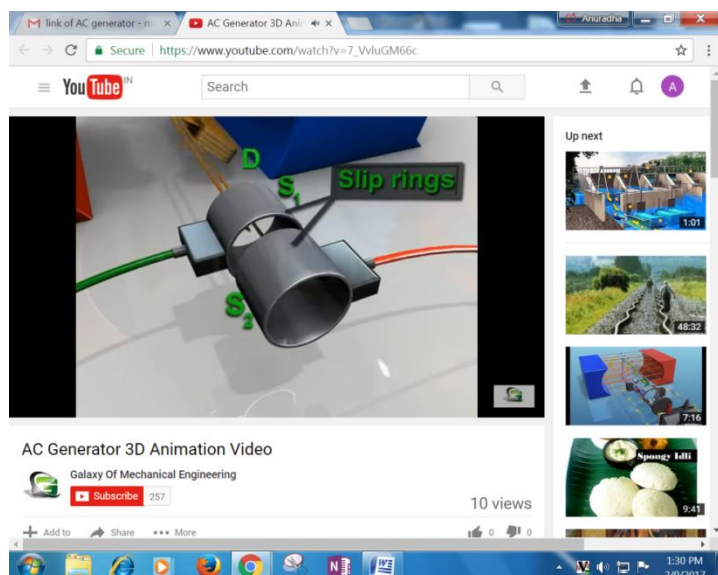 link of AC generator - m
AC Generator 3D Anim
Anuradha
Secure | https://www.youtube.com/watch?v=7_VvluGM66c
YouTube IN
Search
A
D
S1
Slip rings
S2
Up next
1:01
48:32
7:16
Spongy Idli
9:41
AC Generator 3D Animation Video
Galaxy Of Mechanical Engineering
Subscribe 257
10 views
Add to Share More
0 0
1:30 PM
2/9/2017